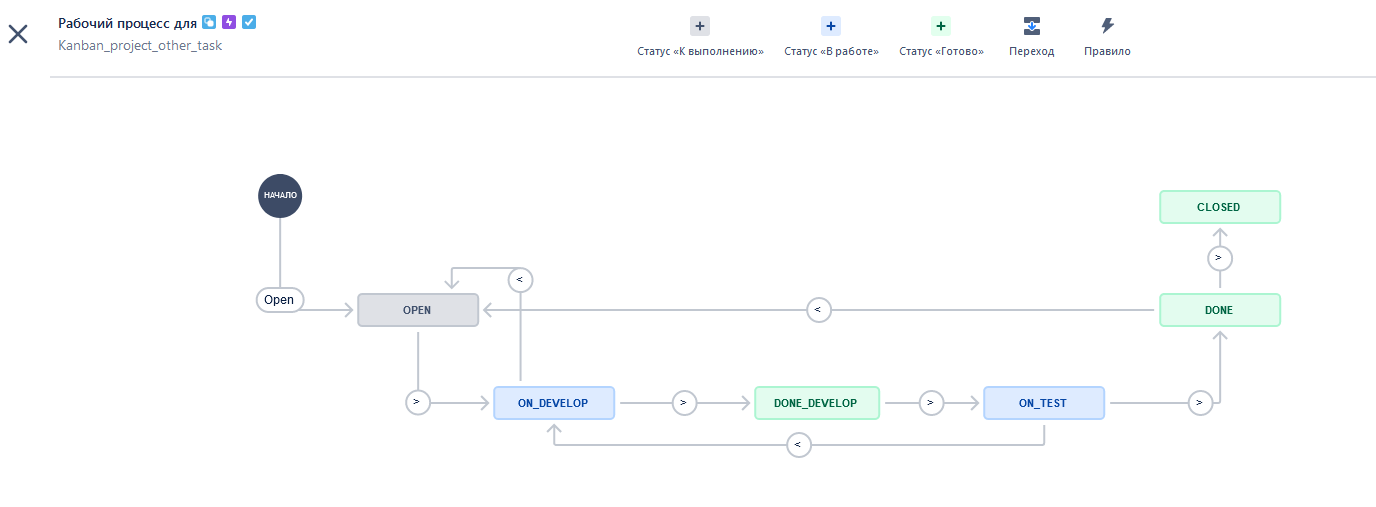 Рабочий процесс для
Kanban_project_other_task
Статус «К выполнению»
Статус «В работе»
Статус «Готово»
Переход
Правило
НАЧАЛО
CLOSED
>
<
Open
OPEN
<
DONE
>
ON_DEVELOP
>
DONE_DEVELOP
>
ON_TEST
>
<